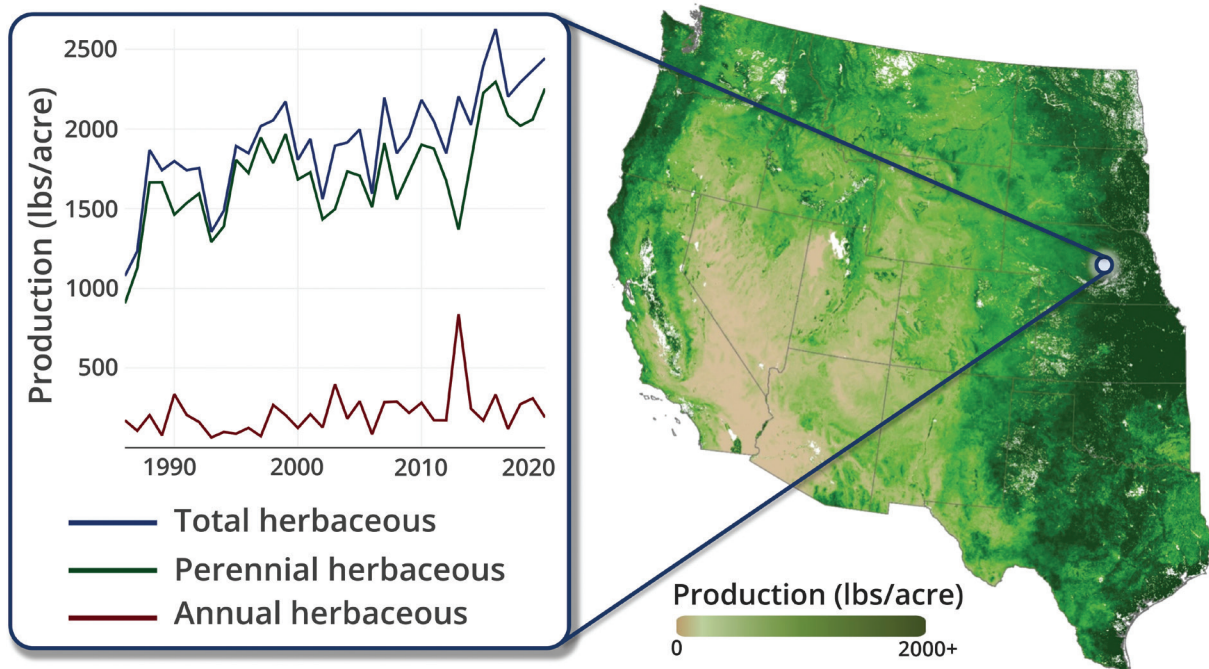 Production (lbs/acre)
2500
2000
1500
1000
500
1990
2000
2010
2020
Total herbaceous
Perennial herbaceous
Annual herbaceous
Production (lbs/acre)
0
2000+